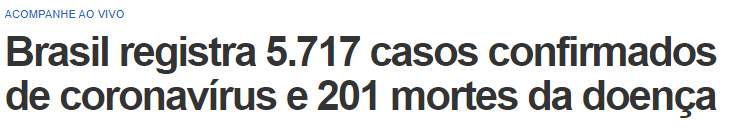 ACOMPANHE AO VIVO
Brasil registra 5.717 casos confirmados
de coronavírus e 201 mortes da doença